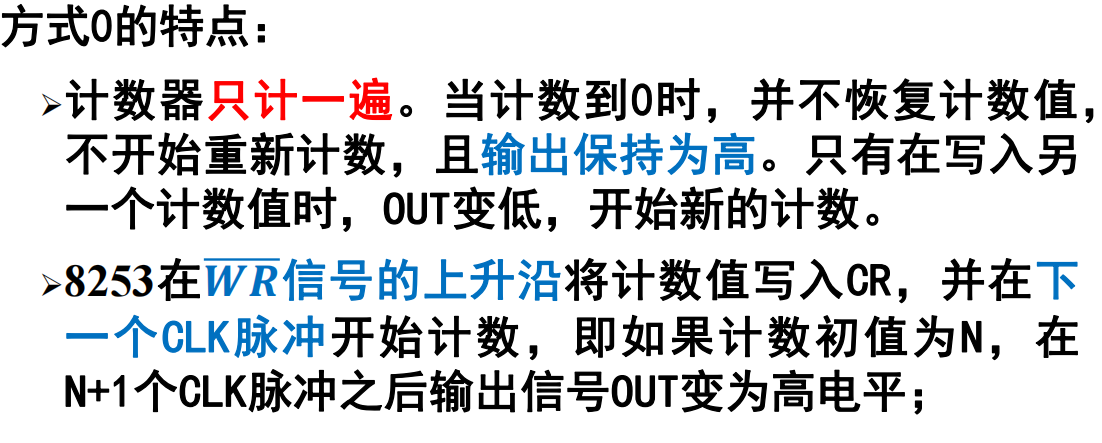 方式0的特点：
➢计数器只计一遍。当计数到0时，并不恢复计数值，
不开始重新计数，且输出保持为高。只有在写入另
一个计数值时，OUT变低，开始新的计数。
➢8253在W̅R̅信号的上升沿将计数值写入CR，并在下
一个CLK脉冲开始计数，即如果计数初值为N，在
N+1个CLK脉冲之后输出信号OUT变为高电平；